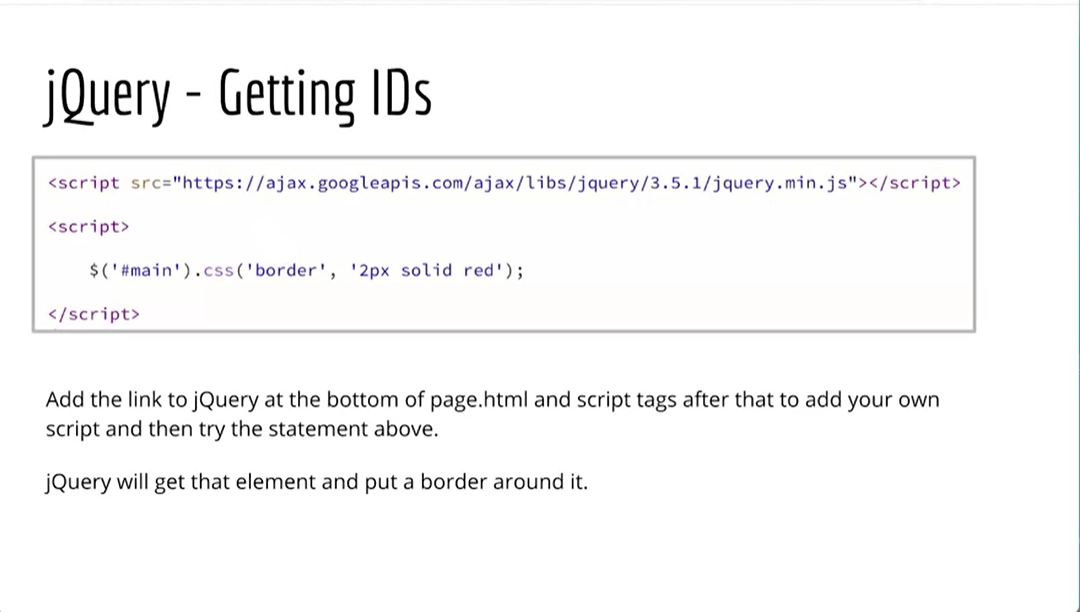 jQuery - Getting IDs
<script src="https://ajax.googleapis.com/ajax/libs/jquery/3.5.1/jquery.min.js"></script>
<script>
$('#main').css('border', '2px solid red');
</script>
Add the link to jQuery at the bottom of page.html and script tags after that to add your own
script and then try the statement above.
jQuery will get that element and put a border around it.